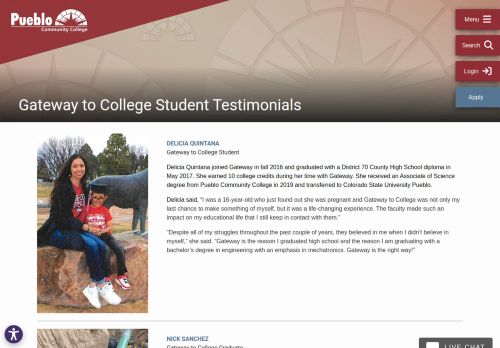 Pueblo
Community College
Menu
Search
Login
Apply
Gateway to College Student Testimonials
DELICIA QUINTANA
Gateway to College Student
Delicia Quintana joined Gateway in fall 2016 and graduated with a District 70 County High School diploma in
May 2017. She earned 10 college credits during her time with Gateway. She received an Associate of Science
degree from Pueblo Community College in 2019 and transferred to Colorado State University Pueblo.
Delicia said, "I was a 16-year-old who just found out she was pregnant and Gateway to College was not only my
last chance to make something of myself, but it was a life-changing experience. The faculty made such an
impact on my educational life that I still keep in contact with them."
"Despite all of my struggles throughout the past couple of years, they believed in me when I didn't believe in
myself," she said. "Gateway is the reason I graduated high school and the reason I am graduating with a
bachelor's degree in engineering with an emphasis in mechatronics. Gateway is the right way!"
NICK SANCHEZ
Gateway to College Graduate
LIVE CHAT